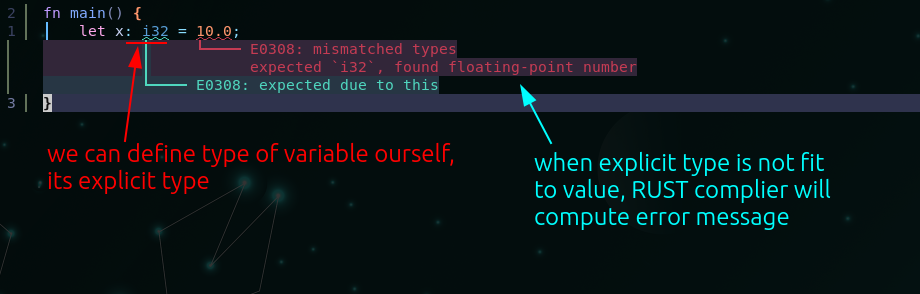 2 fn main() {
1 let x: i32 = 10.0;
E0308: mismatched types
expected `i32`, found floating-point number
E0308: expected due to this
3 }
we can define type of variable ourself,
its explicit type
when explicit type is not fit
to value, RUST complier will
compute error message